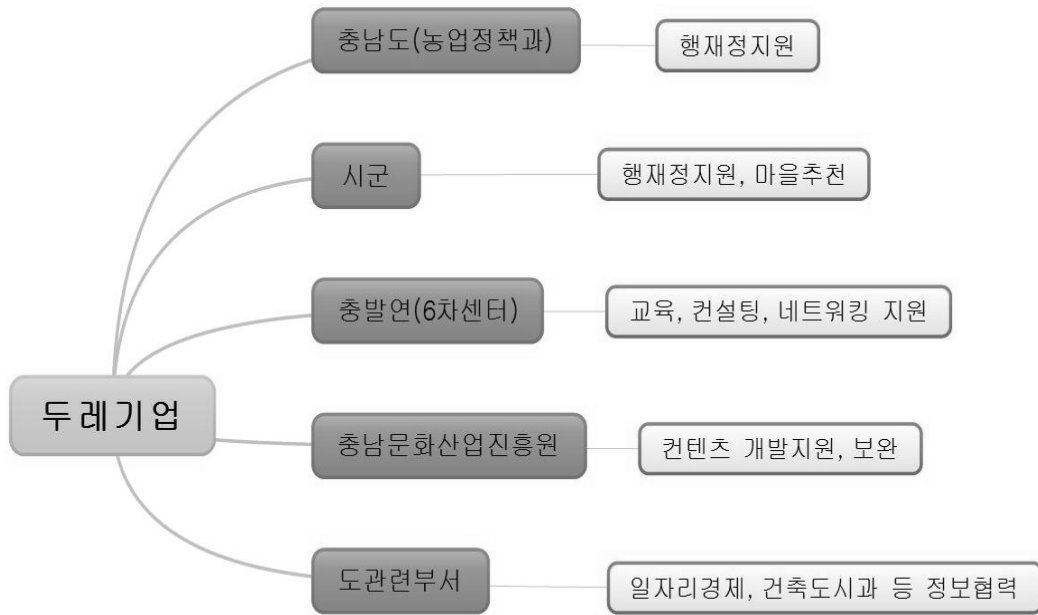 충남도(농업정책과)
행재정지원
시군
행재정지원, 마을추천
충발연(6차센터)
교육, 컨설팅, 네트워킹 지원
두레기업
충남문화산업진흥원
컨텐츠 개발지원, 보완
도관련부서
일자리경제, 건축도시과 등 정보협력